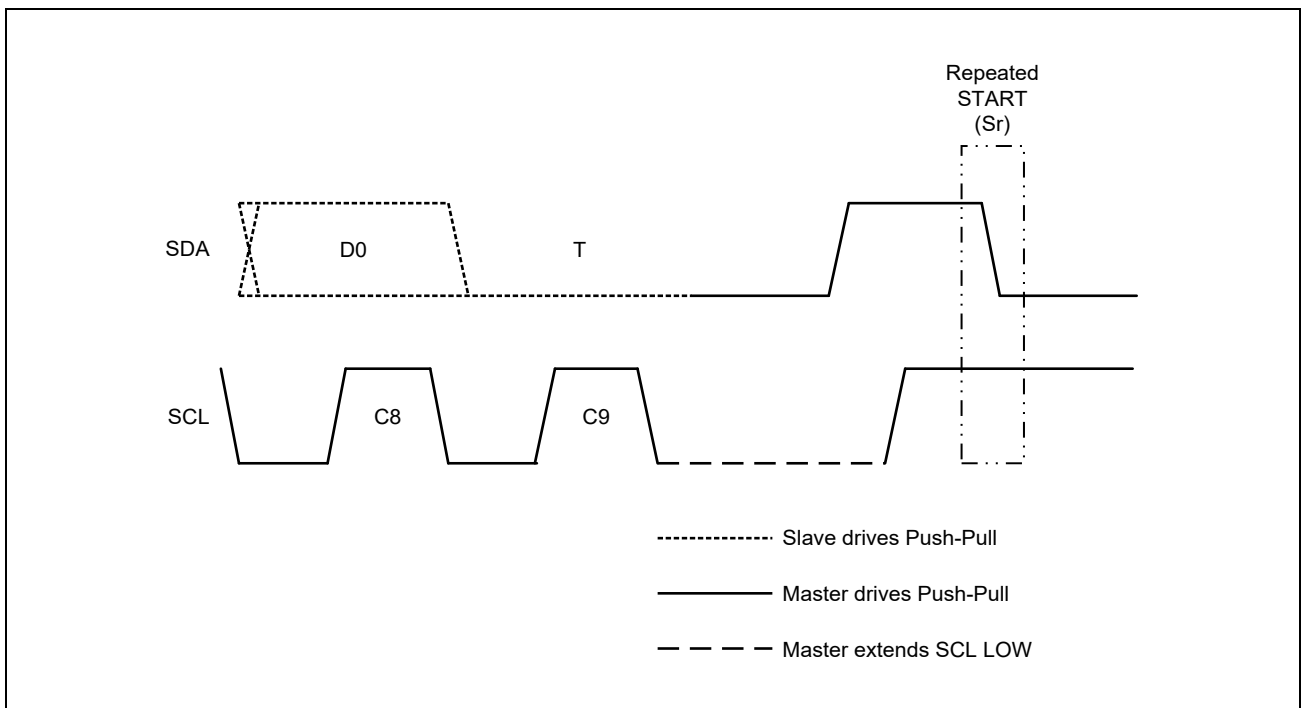 Repeated
START
(Sr)
SDA
D0
T
SCL
C8
C9
Slave drives Push-Pull
Master drives Push-Pull
Master extends SCL LOW